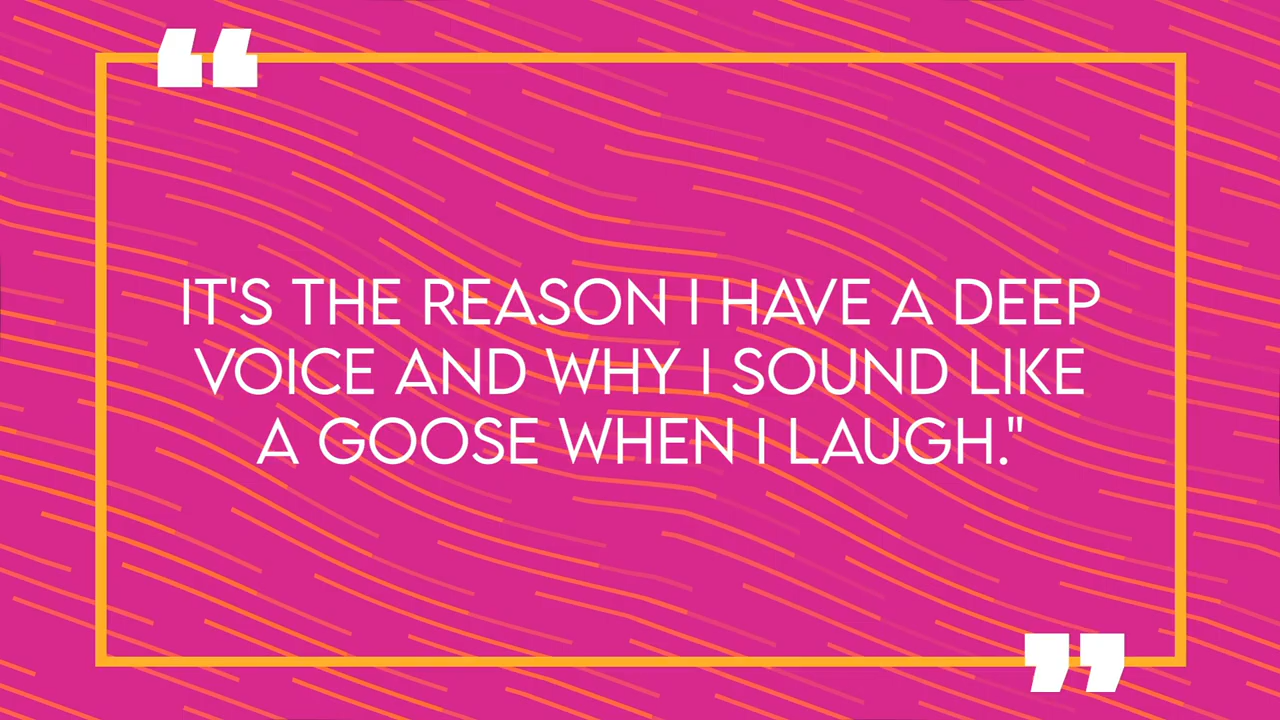 IT'S THE REASON I HAVE A DEEP
VOICE AND WHY I SOUND LIKE
A GOOSE WHEN I LAUGH."